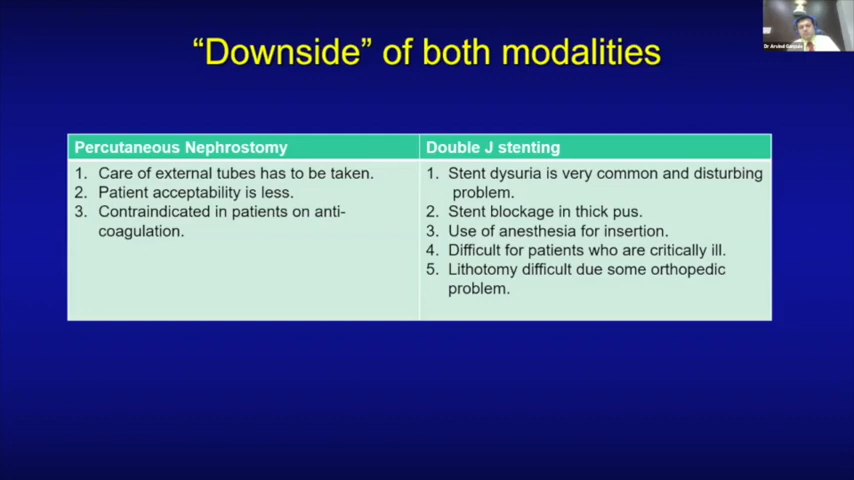 "Downside" of both modalities
Dr Arvind Ganpule
Percutaneous Nephrostomy
1. Care of external tubes has to be taken.
2. Patient acceptability is less.
3. Contraindicated in patients on anti-
coagulation.
Double J stenting
1. Stent dysuria is very common and disturbing
problem.
2. Stent blockage in thick pus.
3. Use of anesthesia for insertion.
4. Difficult for patients who are critically ill.
5. Lithotomy difficult due some orthopedic
problem.